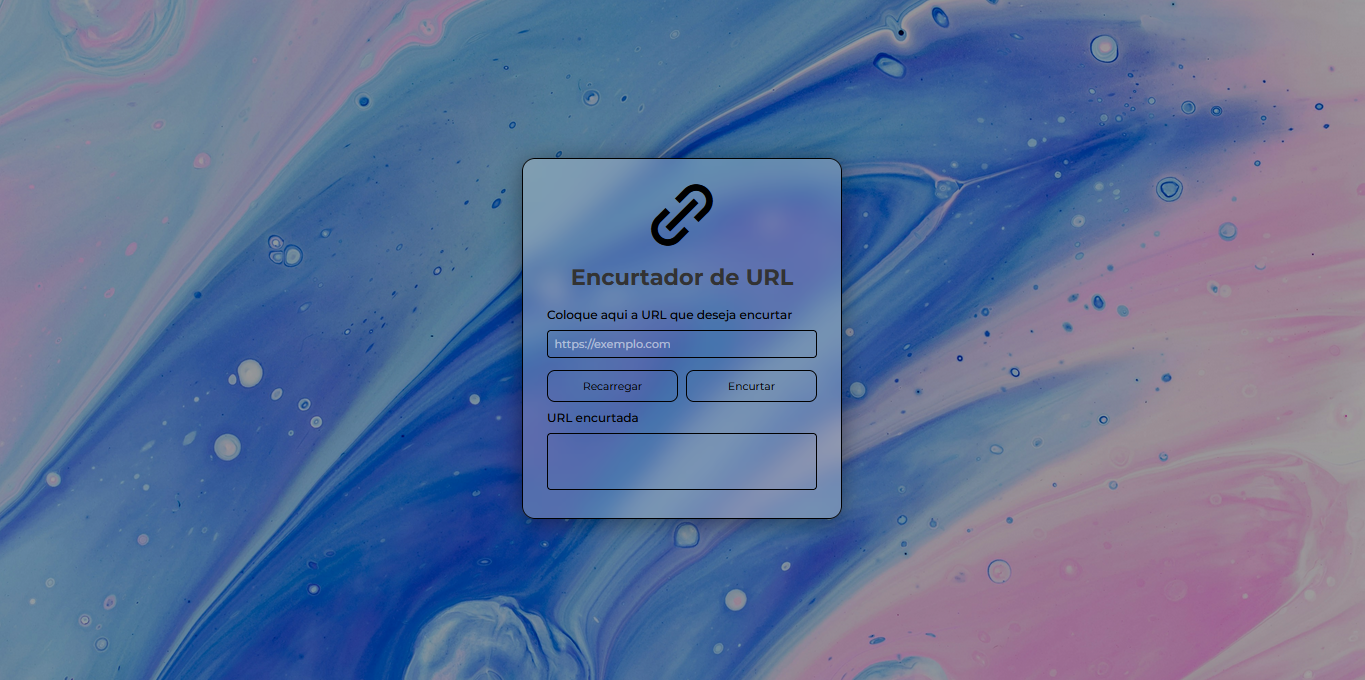 Encurtador de URL
Coloque aqui a URL que deseja encurtar
https://exemplo.com
Recarregar
Encurtar
URL encurtada